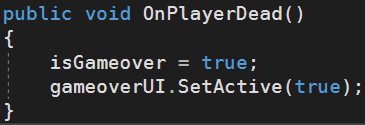 public void OnPlayerDead()
{
    isGameover = true;
    gameoverUI.SetActive(true);
}